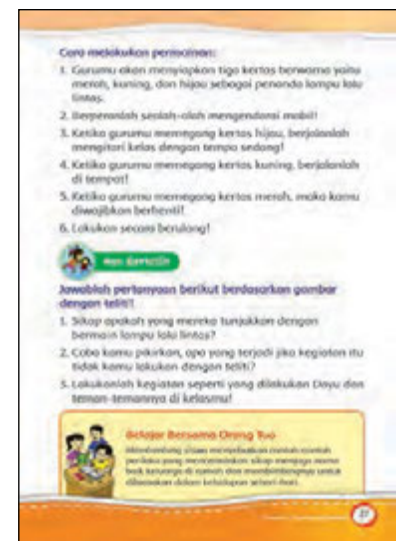 Cara melakukan permainan:
1. Gurumu akan menyiapkan tiga kertas berwarna yaitu
merah, kuning, dan hijau sebagai penanda lampu lalu
lintas.
2. Berperanlah seolah-olah mengendarai mobil!
3. Ketika gurumu memegang kertas hijau, berjalanlah
mengitari kelas dengan tempo sedang!
4. Ketika gurumu memegang kertas kuning, berjalanlah
di tempat!
5. Ketika gurumu memegang kertas merah, maka kamu
diwajibkan berhenti!
6. Lakukan secara berulang!
Ayo
Jawablah pertanyaan berikut berdasarkan gambar
dengan teliti!
1. Sikap apakah yang mereka tunjukkan dengan
bermain lampu lalu lintas?
2. Coba kamu pikirkan, apa yang terjadi jika kegiatan itu
tidak kamu lakukan dengan teliti?
3. Lakukanlah kegiatan seperti yang dilakukan Dayu dan
teman-temannya di kelasmu!
Belajar Bersama Orang Tua
Membimbing siswa menyebutkan contoh-contoh
perilaku yang mencerminkan sikap menjaga nama
baik keluarga di rumah dan membimbingnya untuk
dibiasakan dalam kehidupan sehari-hari.